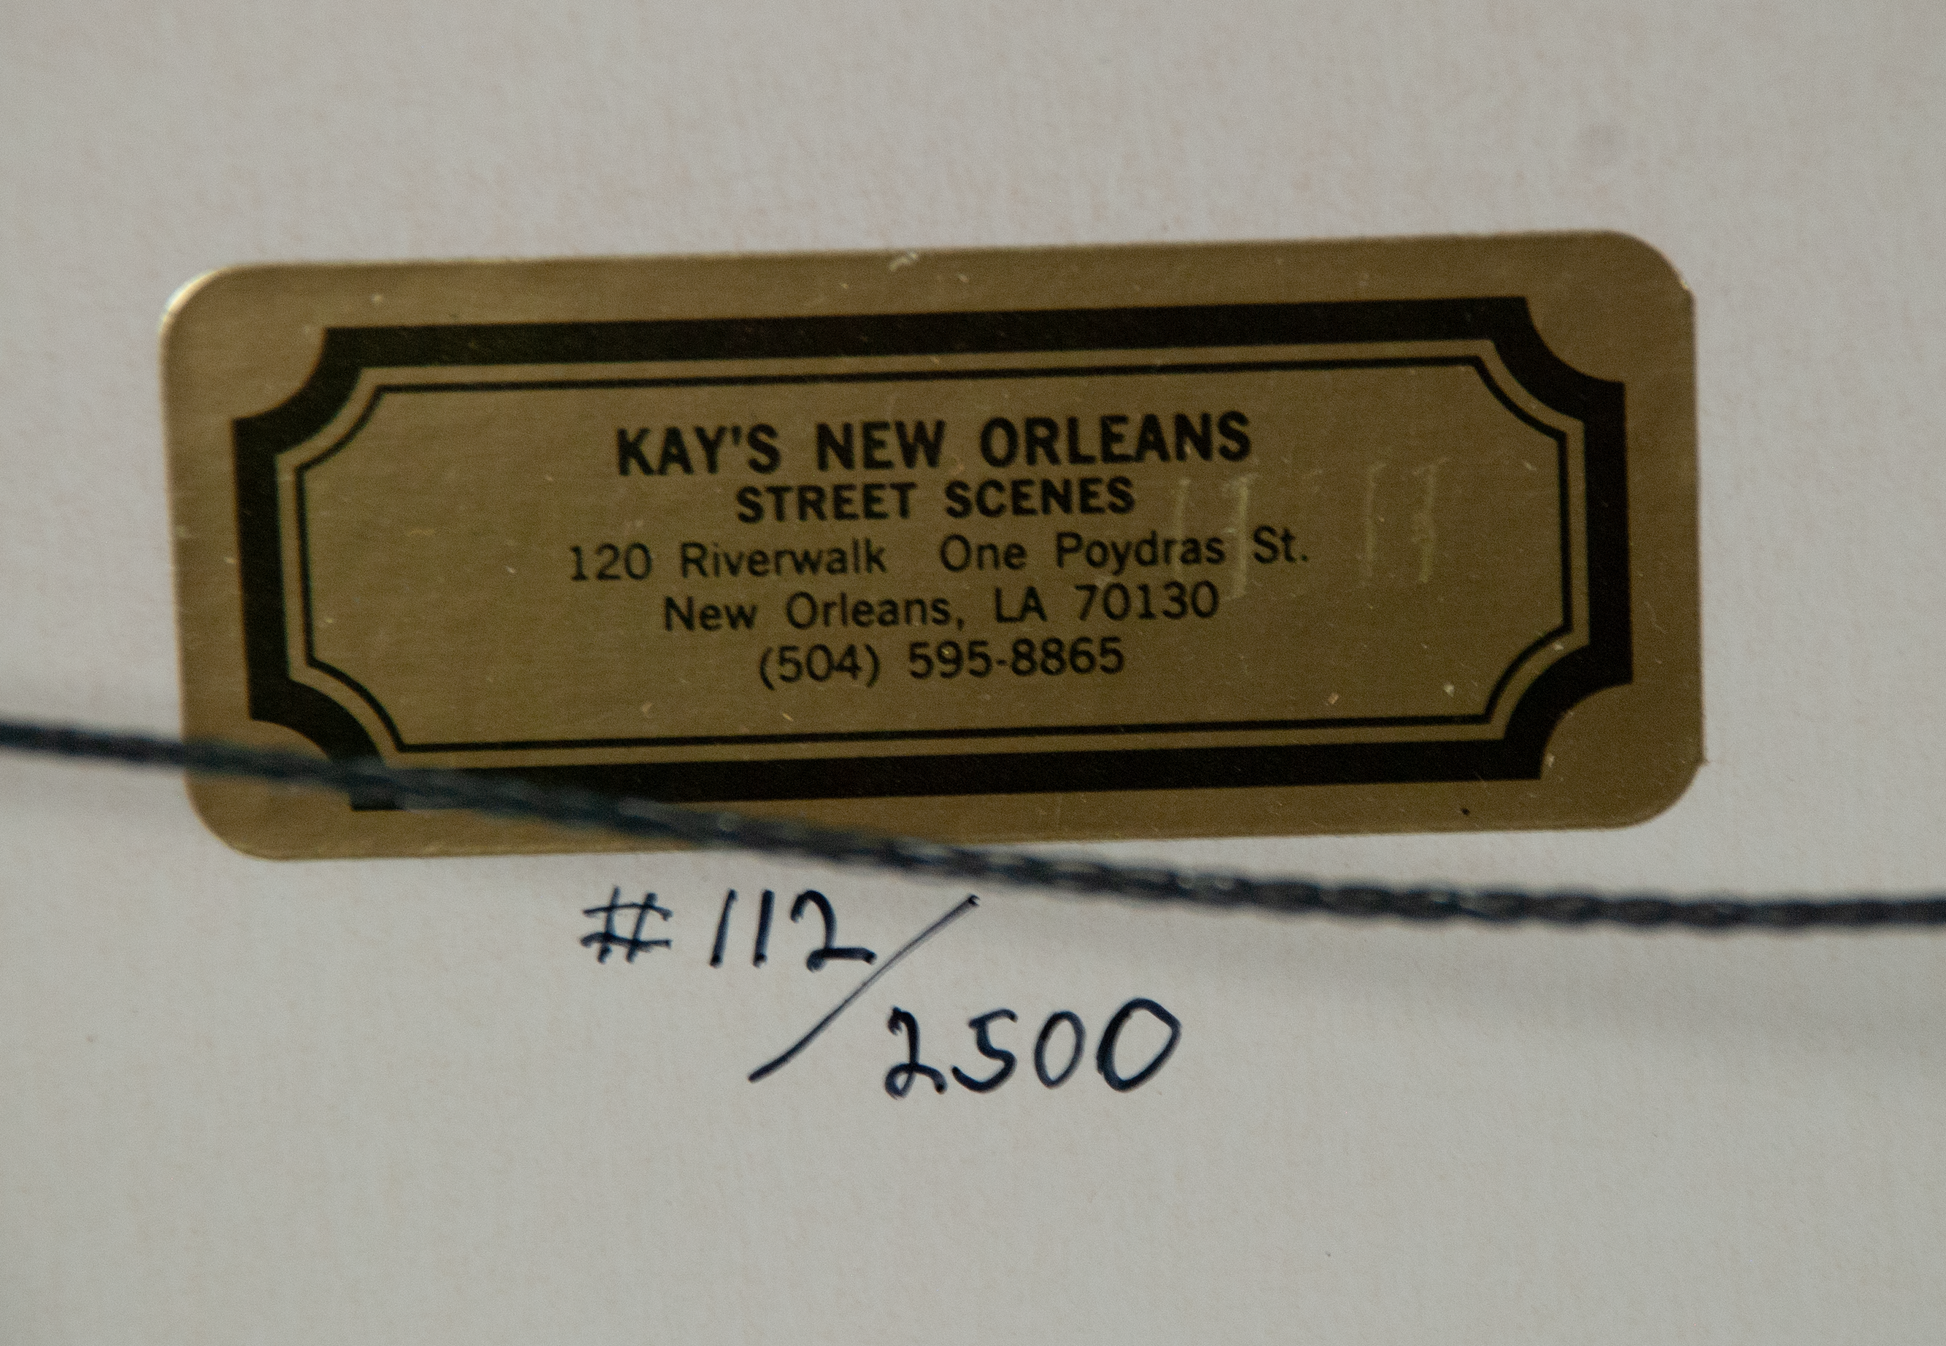 KAY'S NEW ORLEANS
STREET SCENES
120 Riverwalk One Poydras St.
New Orleans, LA 70130
(504) 595-8865
#112/
2500